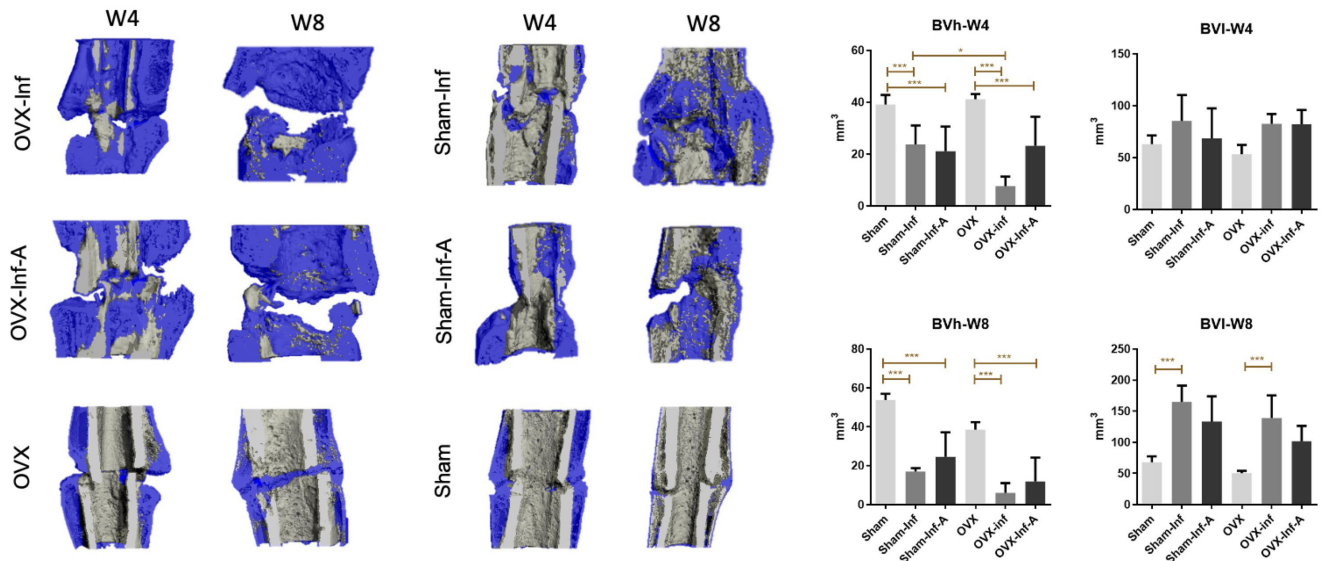 W4
W8
OVX-Inf
OVX-Inf-A
OVX
W4
W8
Sham-Inf
Sham-Inf-A
Sham
BVh-W4
mm3
60
40
20
0
*
***
***
***
***
Sham
Sham-Inf
Sham-Inf-A
OVX
OVX-inf
OVX-Inf-A
BVl-W4
mm3
150
100
50
0
Sham
Sham-Inf
Sham-Inf-A
OVX
OVX-inf
OVX-Inf-A
BVh-W8
mm3
80
60
40
20
0
***
***
***
***
Sham
Sham-Inf
Sham-Inf-A
OVX
OVX-inf
OVX-Inf-A
BVl-W8
mm3
250
200
150
100
50
0
***
***
Sham
Sham-Inf
Sham-Inf-A
OVX
OVX-inf
OVX-Inf-A